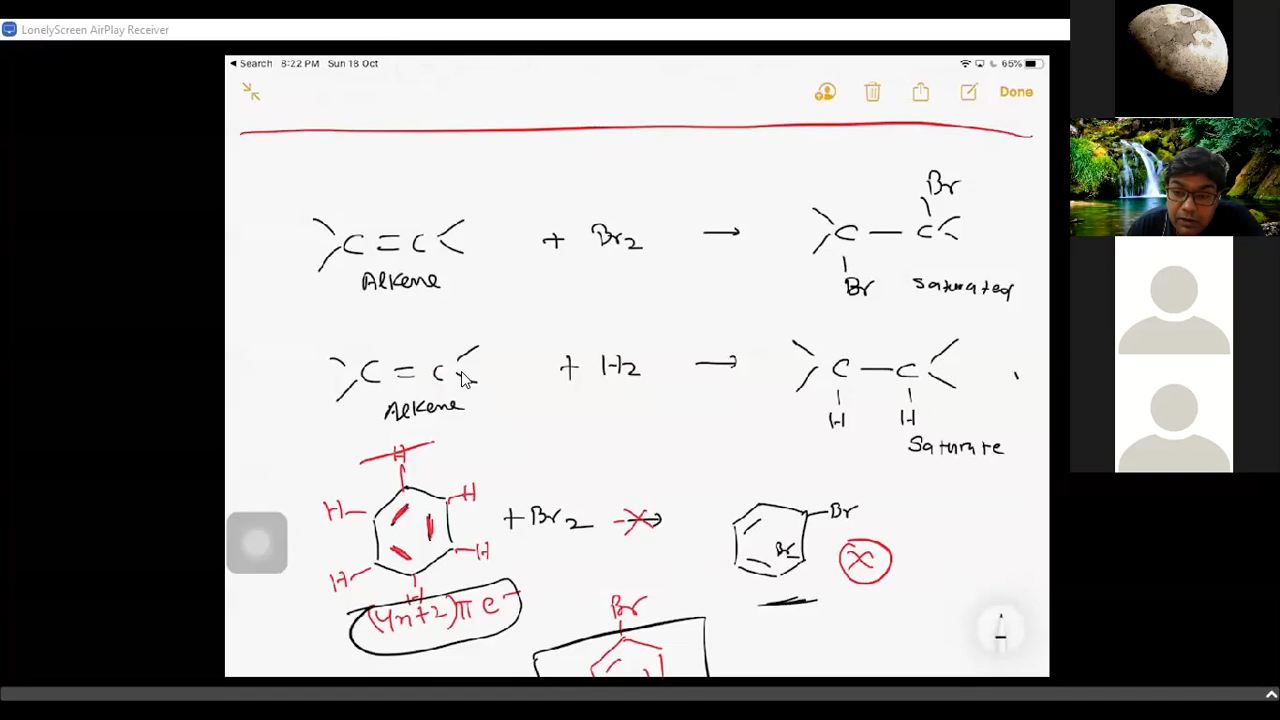 LonelyScreen AirPlay Receiver
Search 8:22 PM Sun 18 Oct 65%
Done
Br
C = C + Br2 → C — C
Br
Alkene Saturated
C = C + H2 → C — C
H H
Alkene
Saturate
H
H H
+ Br2 → Br
Br
H H X
H
(4n+2) π e-
Br